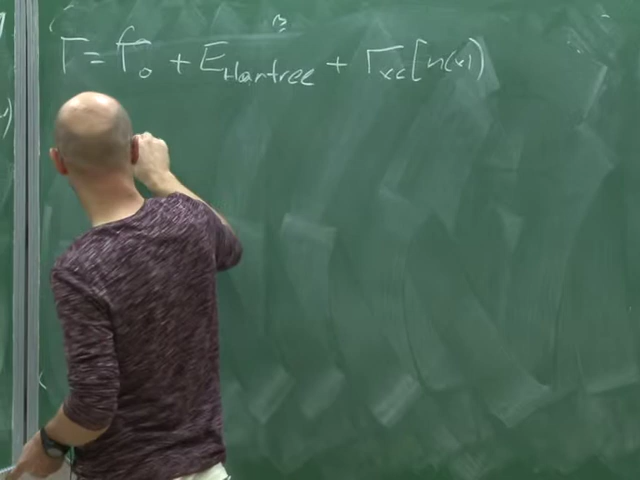 Γ = Γ₀ + E_Hartree + Γ_xc[n(x)]